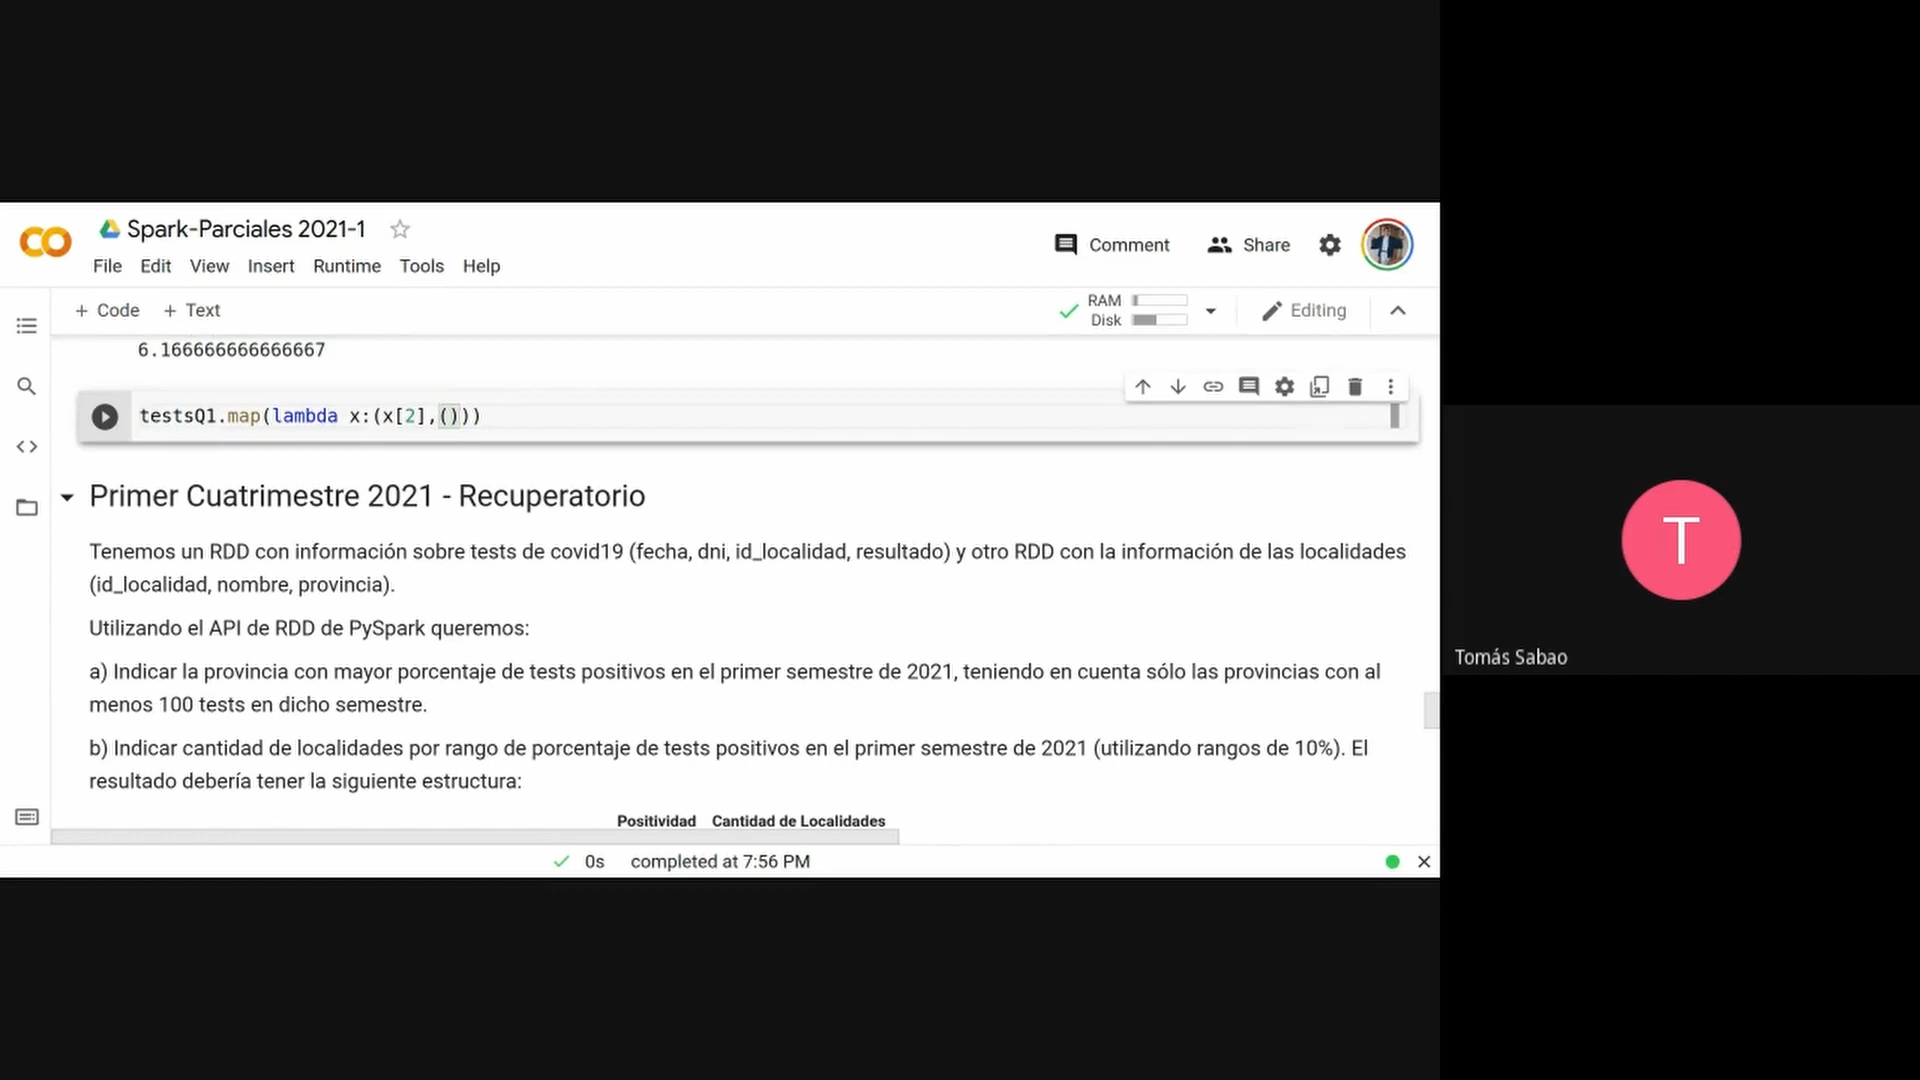 Spark-Parciales 2021-1
Comment
Share
File Edit View Insert Runtime Tools Help
+ Code + Text
RAM
Disk
Editing
6.166666666666667
testsQ1.map(lambda x:(x[2],()))
Primer Cuatrimestre 2021 - Recuperatorio
Tenemos un RDD con información sobre tests de covid19 (fecha, dni, id_localidad, resultado) y otro RDD con la información de las localidades
(id_localidad, nombre, provincia).
Utilizando el API de RDD de PySpark queremos:
a) Indicar la provincia con mayor porcentaje de tests positivos en el primer semestre de 2021, teniendo en cuenta sólo las provincias con al
menos 100 tests en dicho semestre.
b) Indicar cantidad de localidades por rango de porcentaje de tests positivos en el primer semestre de 2021 (utilizando rangos de 10%). El
resultado debería tener la siguiente estructura:
Positividad Cantidad de Localidades
0s completed at 7:56 PM
T
Tomás Sabao